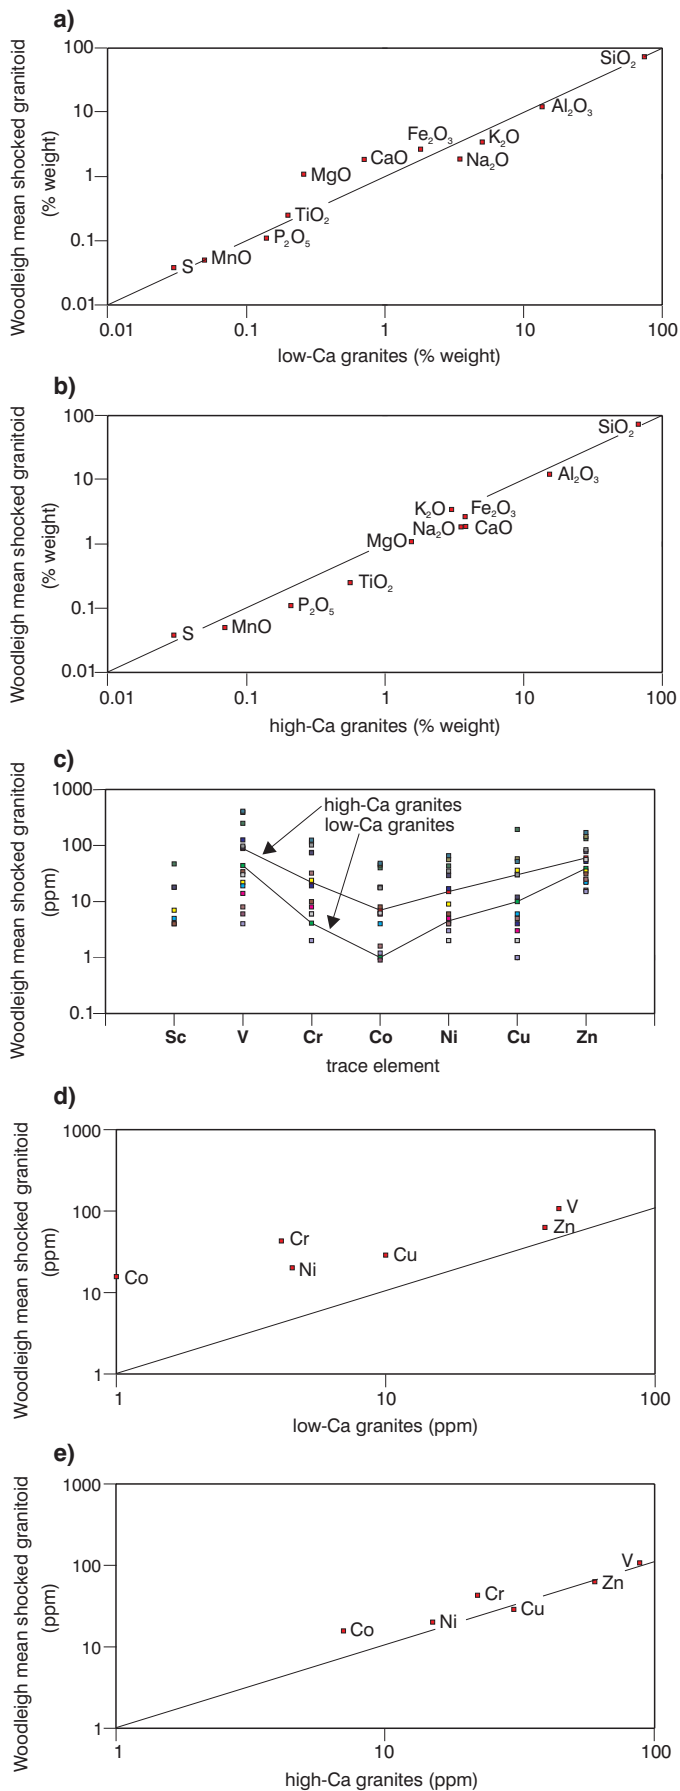 a)
Woodleigh mean shocked granitoid
(% weight)
100
10
1
0.1
0.01
SiO₂
Al₂O₃
Fe₂O₃
K₂O
CaO
Na₂O
MgO
TiO₂
P₂O₅
S
MnO
0.01
0.1
1
10
100
low-Ca granites (% weight)
b)
Woodleigh mean shocked granitoid
(% weight)
100
10
1
0.1
0.01
SiO₂
Al₂O₃
K₂O
Fe₂O₃
Na₂O
CaO
MgO
TiO₂
P₂O₅
S
MnO
0.01
0.1
1
10
100
high-Ca granites (% weight)
c)
Woodleigh mean shocked granitoid
(ppm)
1000
100
10
1
0.1
high-Ca granites
low-Ca granites
Sc
V
Cr
Co
Ni
Cu
Zn
trace element
d)
Woodleigh mean shocked granitoid
(ppm)
1000
100
10
1
V
Zn
Cr
Cu
Ni
Co
1
10
100
low-Ca granites (ppm)
e)
Woodleigh mean shocked granitoid
(ppm)
1000
100
10
1
V
Zn
Cr
Cu
Ni
Co
1
10
100
high-Ca granites (ppm)